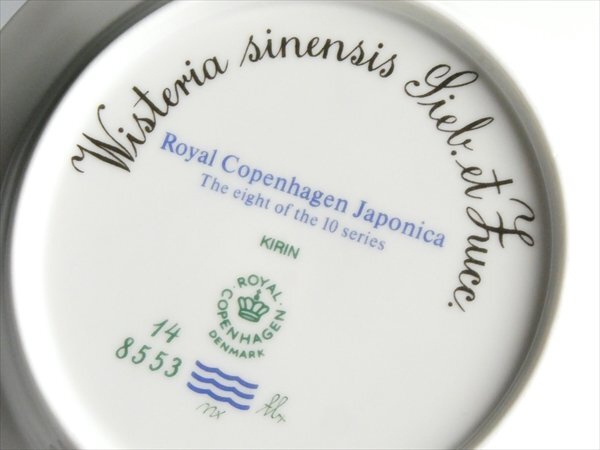 Wisteria sinensis Sieb. et Zucc.
Royal Copenhagen Japonica
The eight of the 10 series
KIRIN
ROYAL COPENHAGEN
DENMARK
14
8553